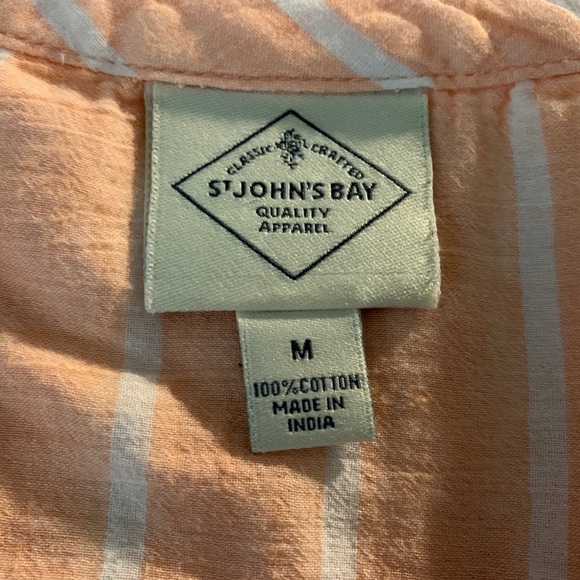 CLASSIC CRAFTED
ST JOHN'S BAY
QUALITY
APPAREL
M
100% COTTON
MADE IN
INDIA